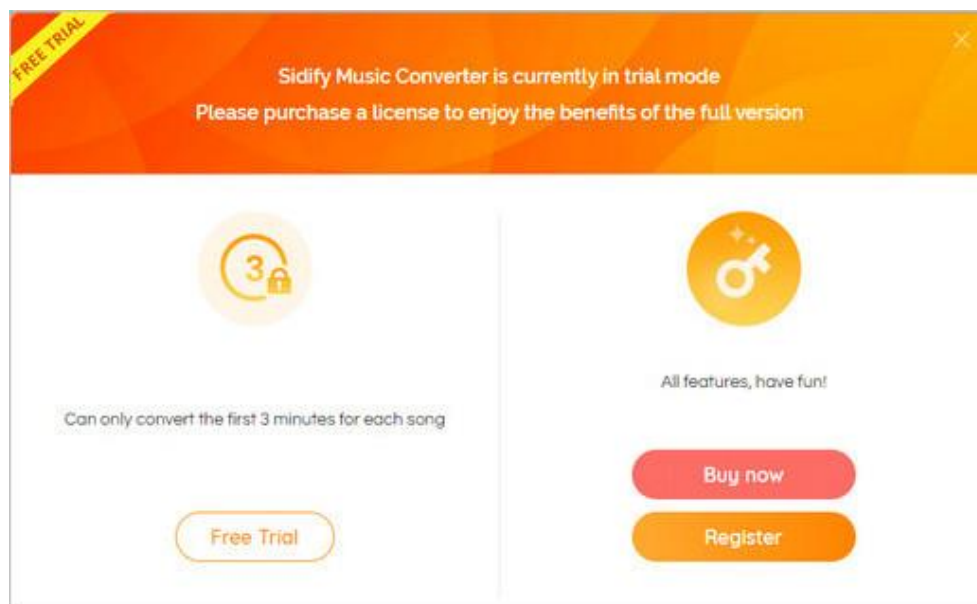 FREE TRIAL
Sidify Music Converter is currently in trial mode
Please purchase a license to enjoy the benefits of the full version
3
Can only convert the first 3 minutes for each song
Free Trial
All features, have fun!
Buy now
Register